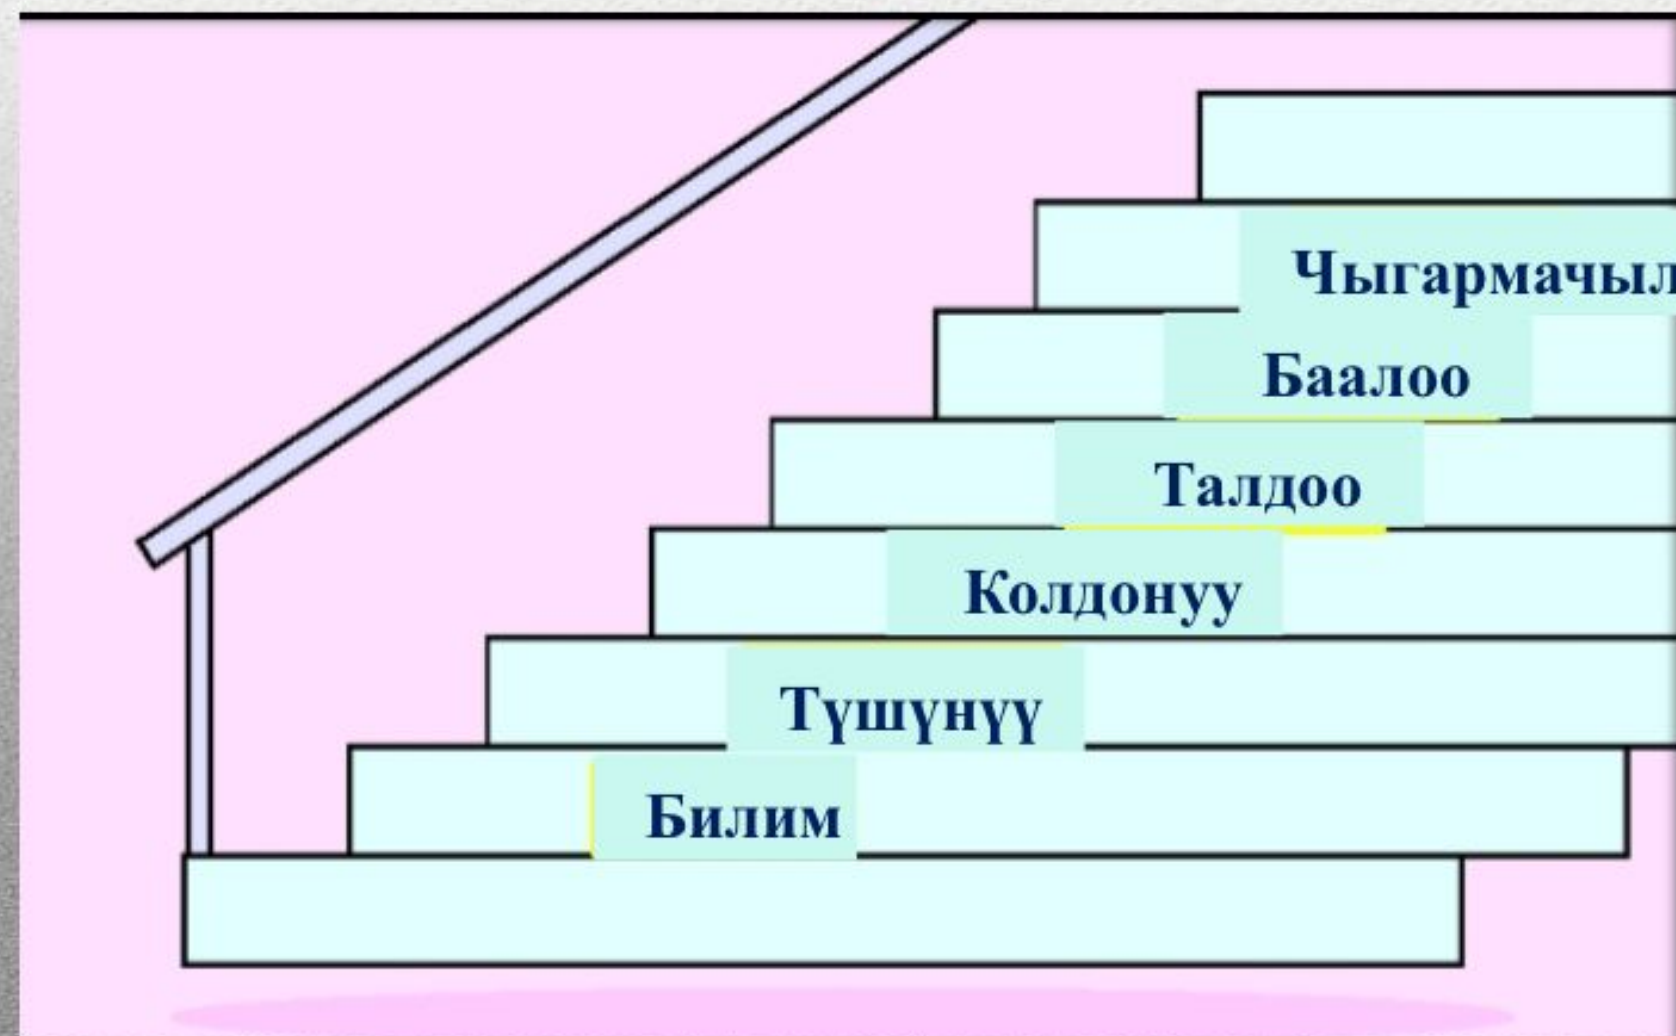 Чыгармачыл
Баалоо
Талдоо
Колдонуу
Түшүнүү
Билим